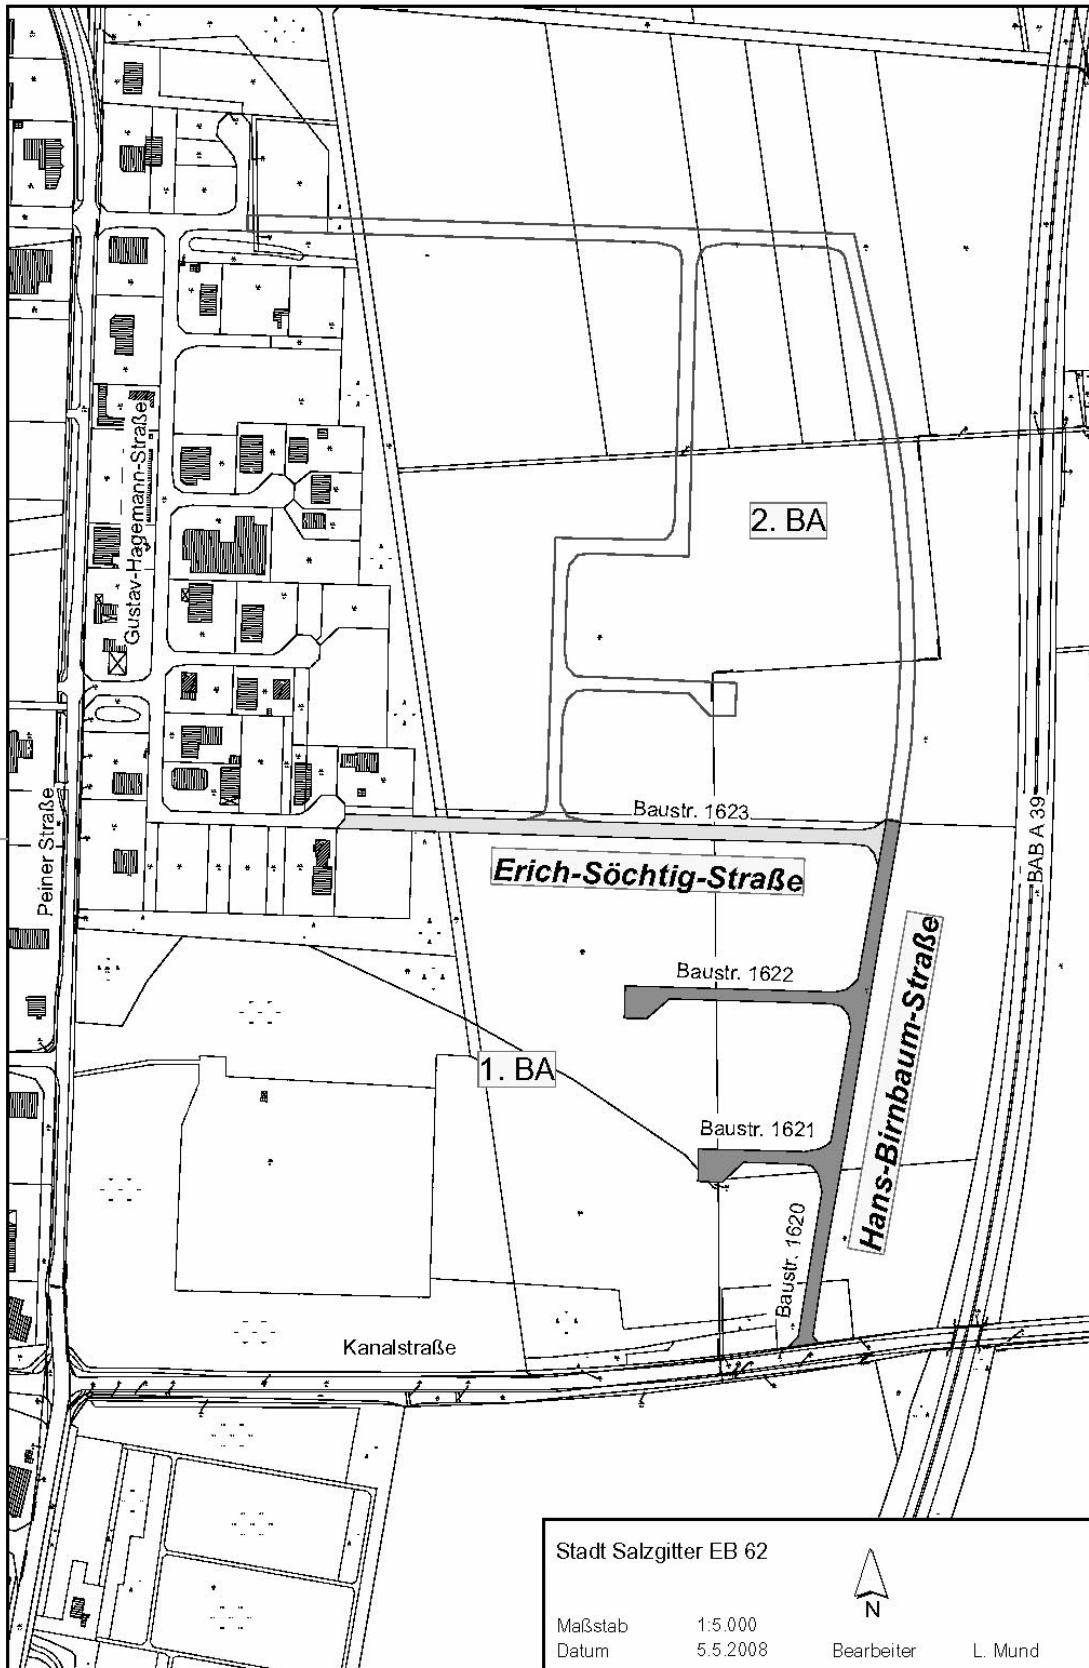 Gustav-Hagemann-Straße
2. BA
Peiner Straße
Baustr. 1623
BAB A 39
Erich-Söchtig-Straße
Baustr. 1622
Hans-Birnbaum-Straße
1. BA
Baustr. 1621
Baustr. 1620
Kanalstraße
Stadt Salzgitter EB 62
N
Maßstab 1:5.000
Datum 5.5.2008 Bearbeiter L. Mund